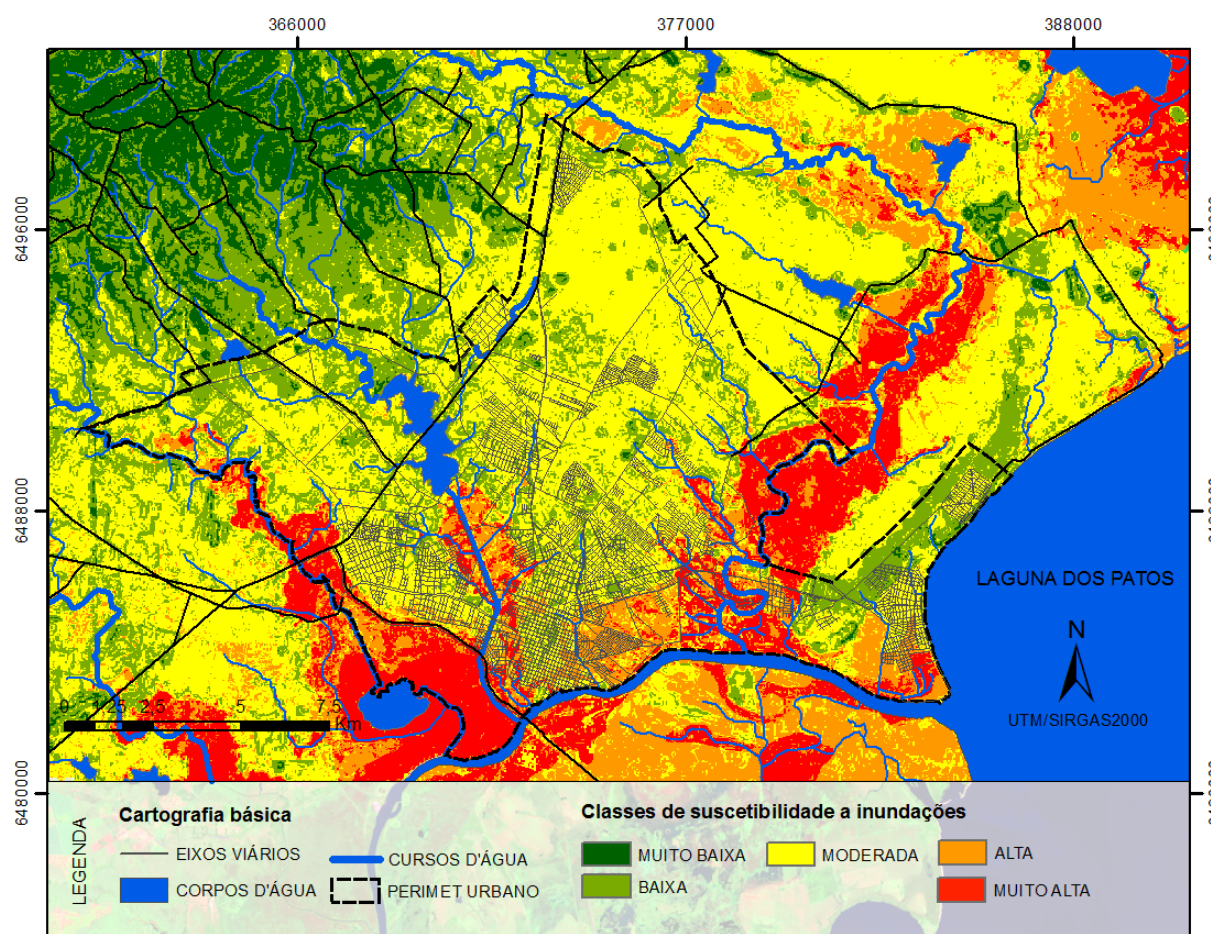 366000 377000 388000
6496000
6488000
6480000
LAGUNA DOS PATOS
N
UTM/SIRGAS2000
0 1,25 2,5 5 7,5
Km
LEGENDA
Cartografia básica
EIXOS VIÁRIOS
CURSOS D'ÁGUA
CORPOS D'ÁGUA
PERIMET URBANO
Classes de suscetibilidade a inundações
MUITO BAIXA
MODERADA
ALTA
BAIXA
MUITO ALTA